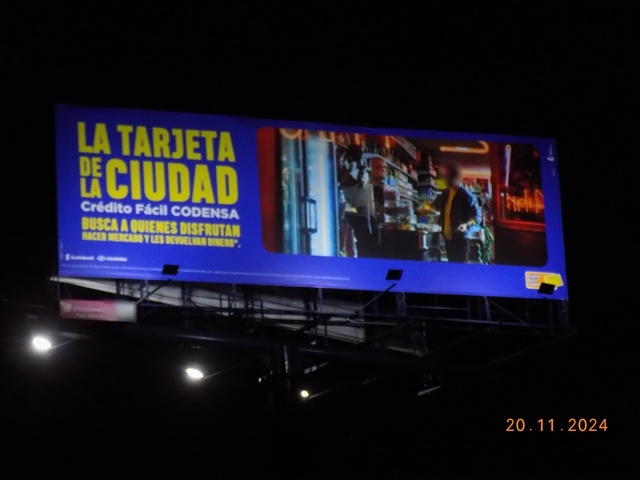 LA TARJETA
DE LA CIUDAD
Crédito Fácil CODENSA
BUSCA A QUIENES DISFRUTAN
HACER MERCADO Y LES DEVUELVAN DINERO*.
Scotiabank
20.11.2024